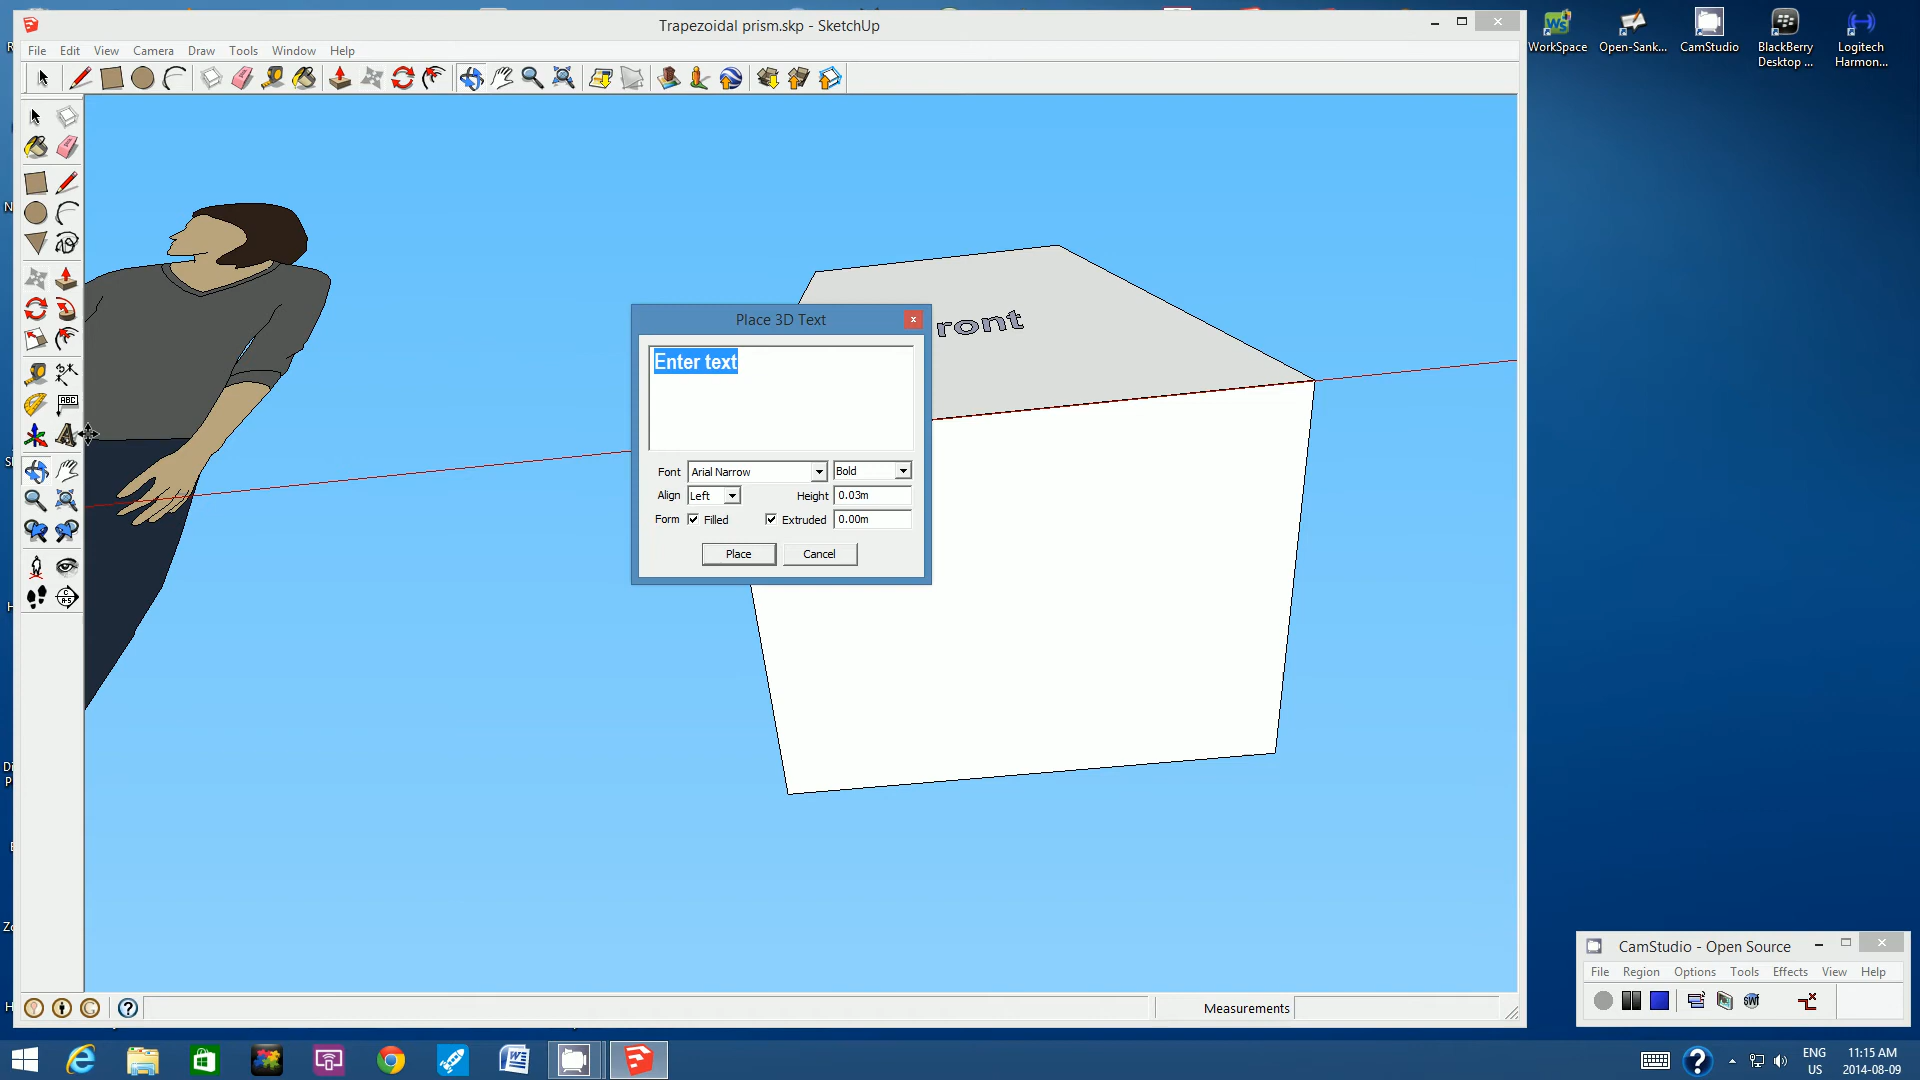 Trapezoidal prism.skp - SketchUp
File Edit View Camera Draw Tools Window Help
WorkSpace
Open-Sank...
CamStudio
BlackBerry
Desktop ...
Logitech
Harmon...
ABC
ront
Place 3D Text
Enter text
Font Arial Narrow Bold
Align Left Height 0.03m
Form Filled Extruded 0.00m
Place Cancel
Measurements
CamStudio - Open Source
File Region Options Tools Effects View Help
SWF
ENG
US
11:15 AM
2014-08-09